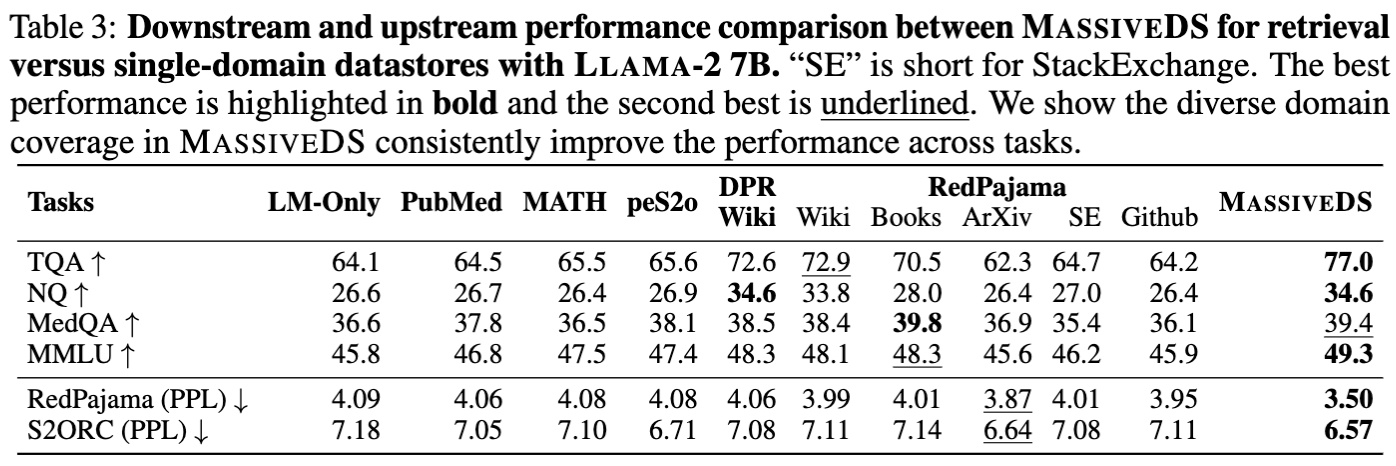 Table 3: Downstream and upstream performance comparison between MASSIVEDS for retrieval
versus single-domain datastores with LLAMA-2 7B. “SE” is short for StackExchange. The best
performance is highlighted in bold and the second best is underlined. We show the diverse domain
coverage in MASSIVEDS consistently improve the performance across tasks.
Tasks LM-Only PubMed MATH peS2o DPR Wiki RedPajama MASSIVEDS
Wiki Books ArXiv SE Github
TQA ↑ 64.1 64.5 65.5 65.6 72.6 72.9 70.5 62.3 64.7 64.2 77.0
NQ ↑ 26.6 26.7 26.4 26.9 34.6 33.8 28.0 26.4 27.0 26.4 34.6
MedQA ↑ 36.6 37.8 36.5 38.1 38.5 38.4 39.8 36.9 35.4 36.1 39.4
MMLU ↑ 45.8 46.8 47.5 47.4 48.3 48.1 48.3 45.6 46.2 45.9 49.3
RedPajama (PPL) ↓ 4.09 4.06 4.08 4.08 4.06 3.99 4.01 3.87 4.01 3.95 3.50
S2ORC (PPL) ↓ 7.18 7.05 7.10 6.71 7.08 7.11 7.14 6.64 7.08 7.11 6.57